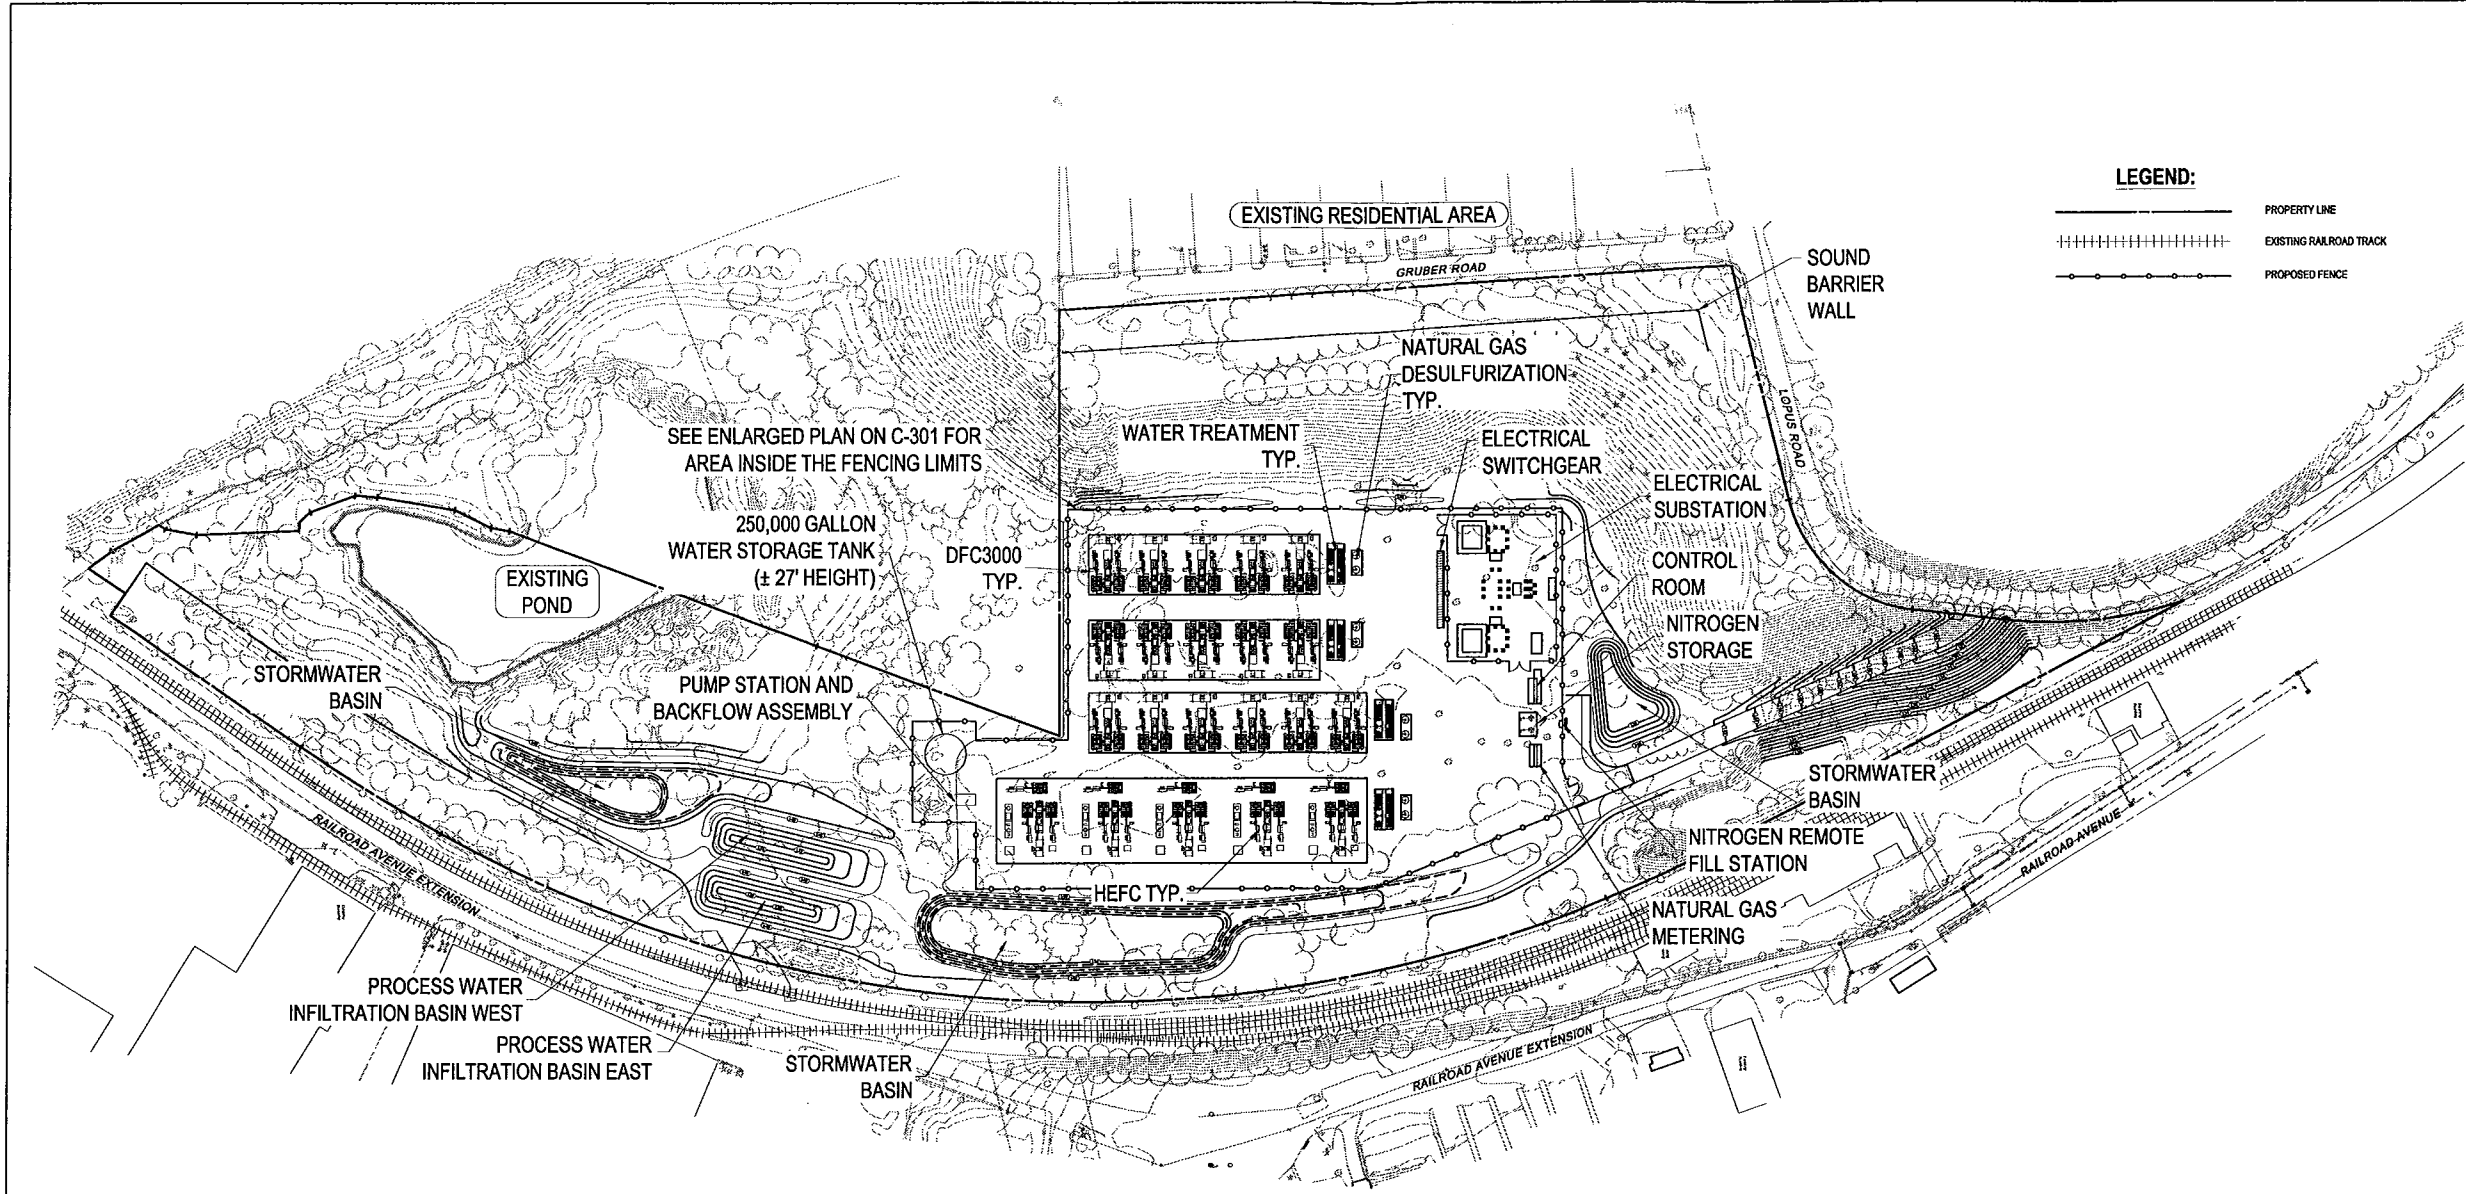 LEGEND:
PROPERTY LINE
EXISTING RAILROAD TRACK
PROPOSED FENCE
EXISTING RESIDENTIAL AREA
GRUBER ROAD
SOUND
BARRIER
WALL
LOPUS ROAD
NATURAL GAS
DESULFURIZATION
TYP.
WATER TREATMENT
TYP.
ELECTRICAL
SWITCHGEAR
ELECTRICAL
SUBSTATION
CONTROL
ROOM
NITROGEN
STORAGE
SEE ENLARGED PLAN ON C-301 FOR
AREA INSIDE THE FENCING LIMITS
250,000 GALLON
WATER STORAGE TANK
(± 27' HEIGHT)
DFC3000
TYP.
EXISTING
POND
STORMWATER
BASIN
PUMP STATION AND
BACKFLOW ASSEMBLY
STORMWATER
BASIN
NITROGEN REMOTE
FILL STATION
NATURAL GAS
METERING
HEFC TYP.
RAILROAD AVENUE
RAILROAD AVENUE EXTENSION
PROCESS WATER
INFILTRATION BASIN WEST
PROCESS WATER
INFILTRATION BASIN EAST
STORMWATER
BASIN
RAILROAD AVENUE EXTENSION